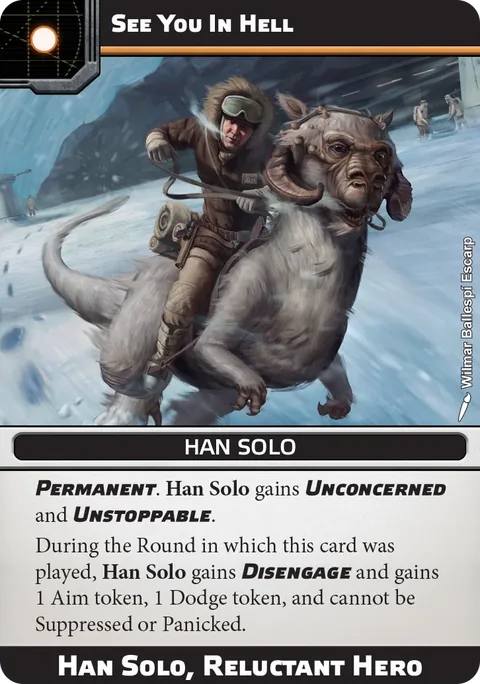 See You In Hell
Wilmar Ballespí Escarp
HAN SOLO
Permanent. Han Solo gains Unconcerned
and Unstoppable.
During the Round in which this card was
played, Han Solo gains Disengage and gains
1 Aim token, 1 Dodge token, and cannot be
Suppressed or Panicked.
Han Solo, Reluctant Hero